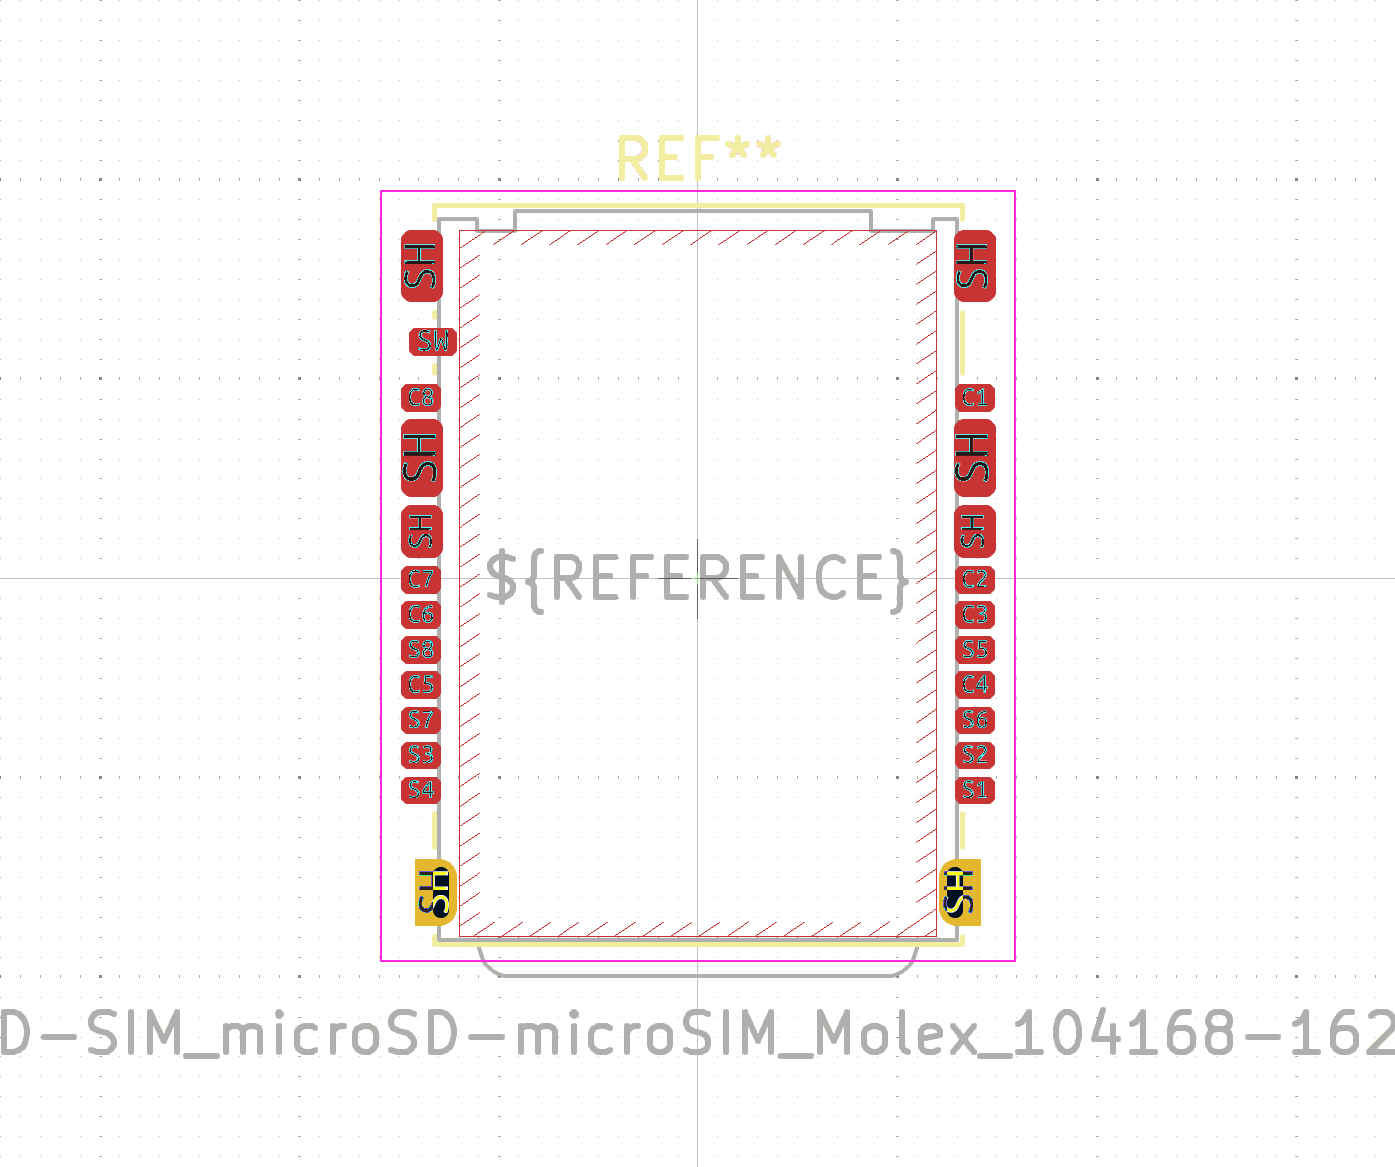 REF**
SH SH
SW
C8 C1
SH SH
SH SH
${REFERENCE}
C7 C2
C6 C3
S8 S5
C5 C4
S7 S6
S3 S2
S4 S1
SH SH
D-SIM_microSD-microSIM_Molex_104168-162